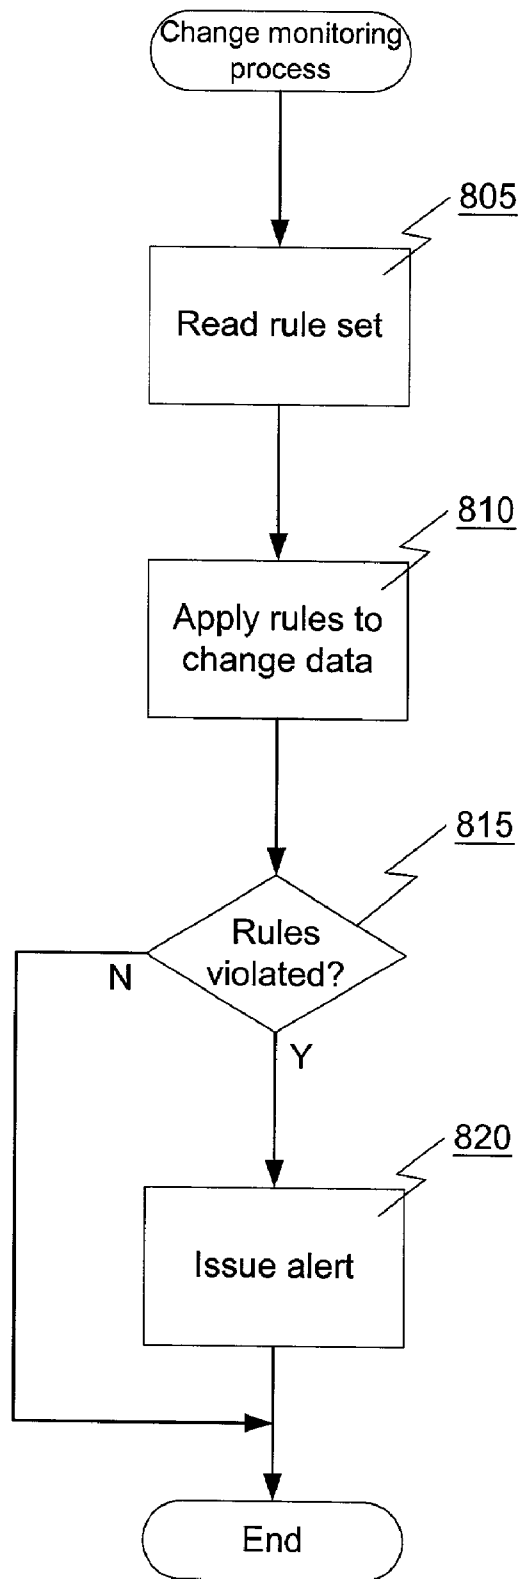 Change monitoring
process
805
Read rule set
810
Apply rules to
change data
815
Rules
violated?
N
Y
820
Issue alert
End